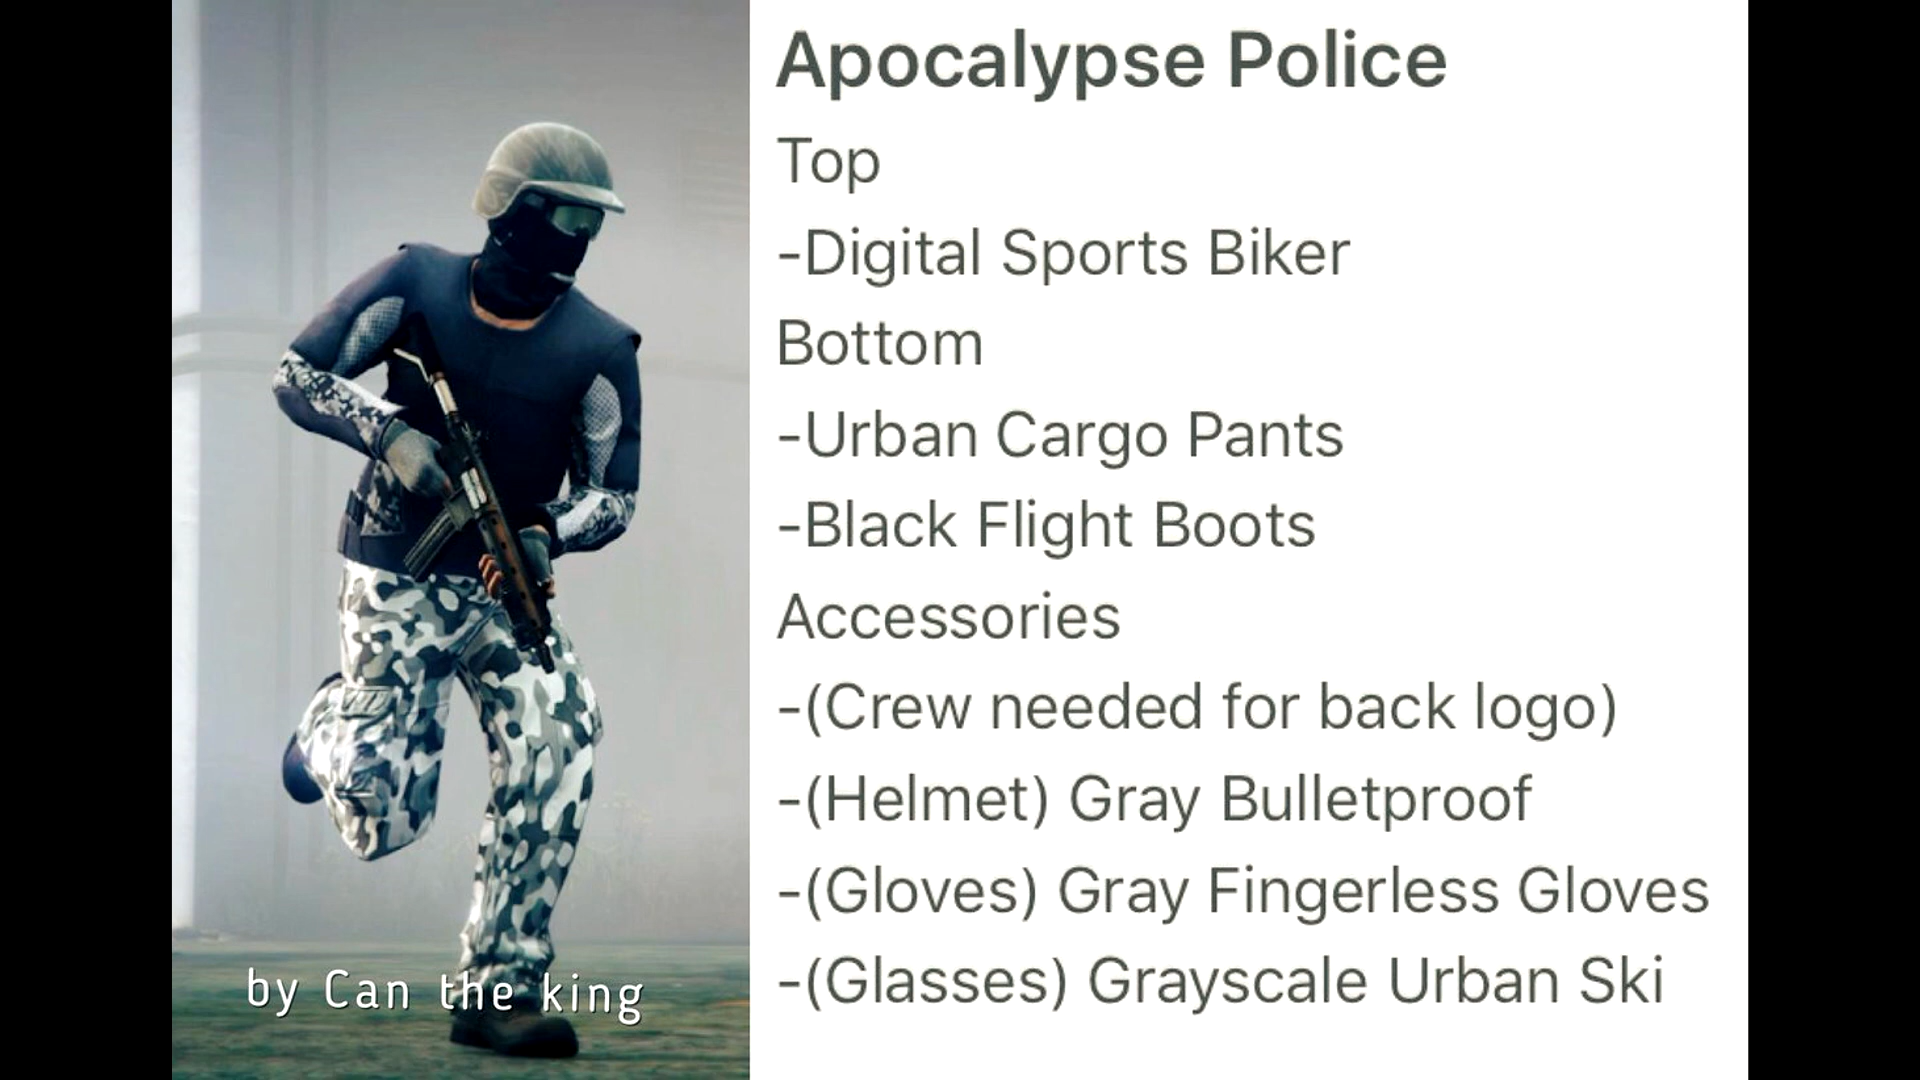 Apocalypse Police
Top
-Digital Sports Biker
Bottom
-Urban Cargo Pants
-Black Flight Boots
Accessories
-(Crew needed for back logo)
-(Helmet) Gray Bulletproof
-(Gloves) Gray Fingerless Gloves
-(Glasses) Grayscale Urban Ski
by Can the king